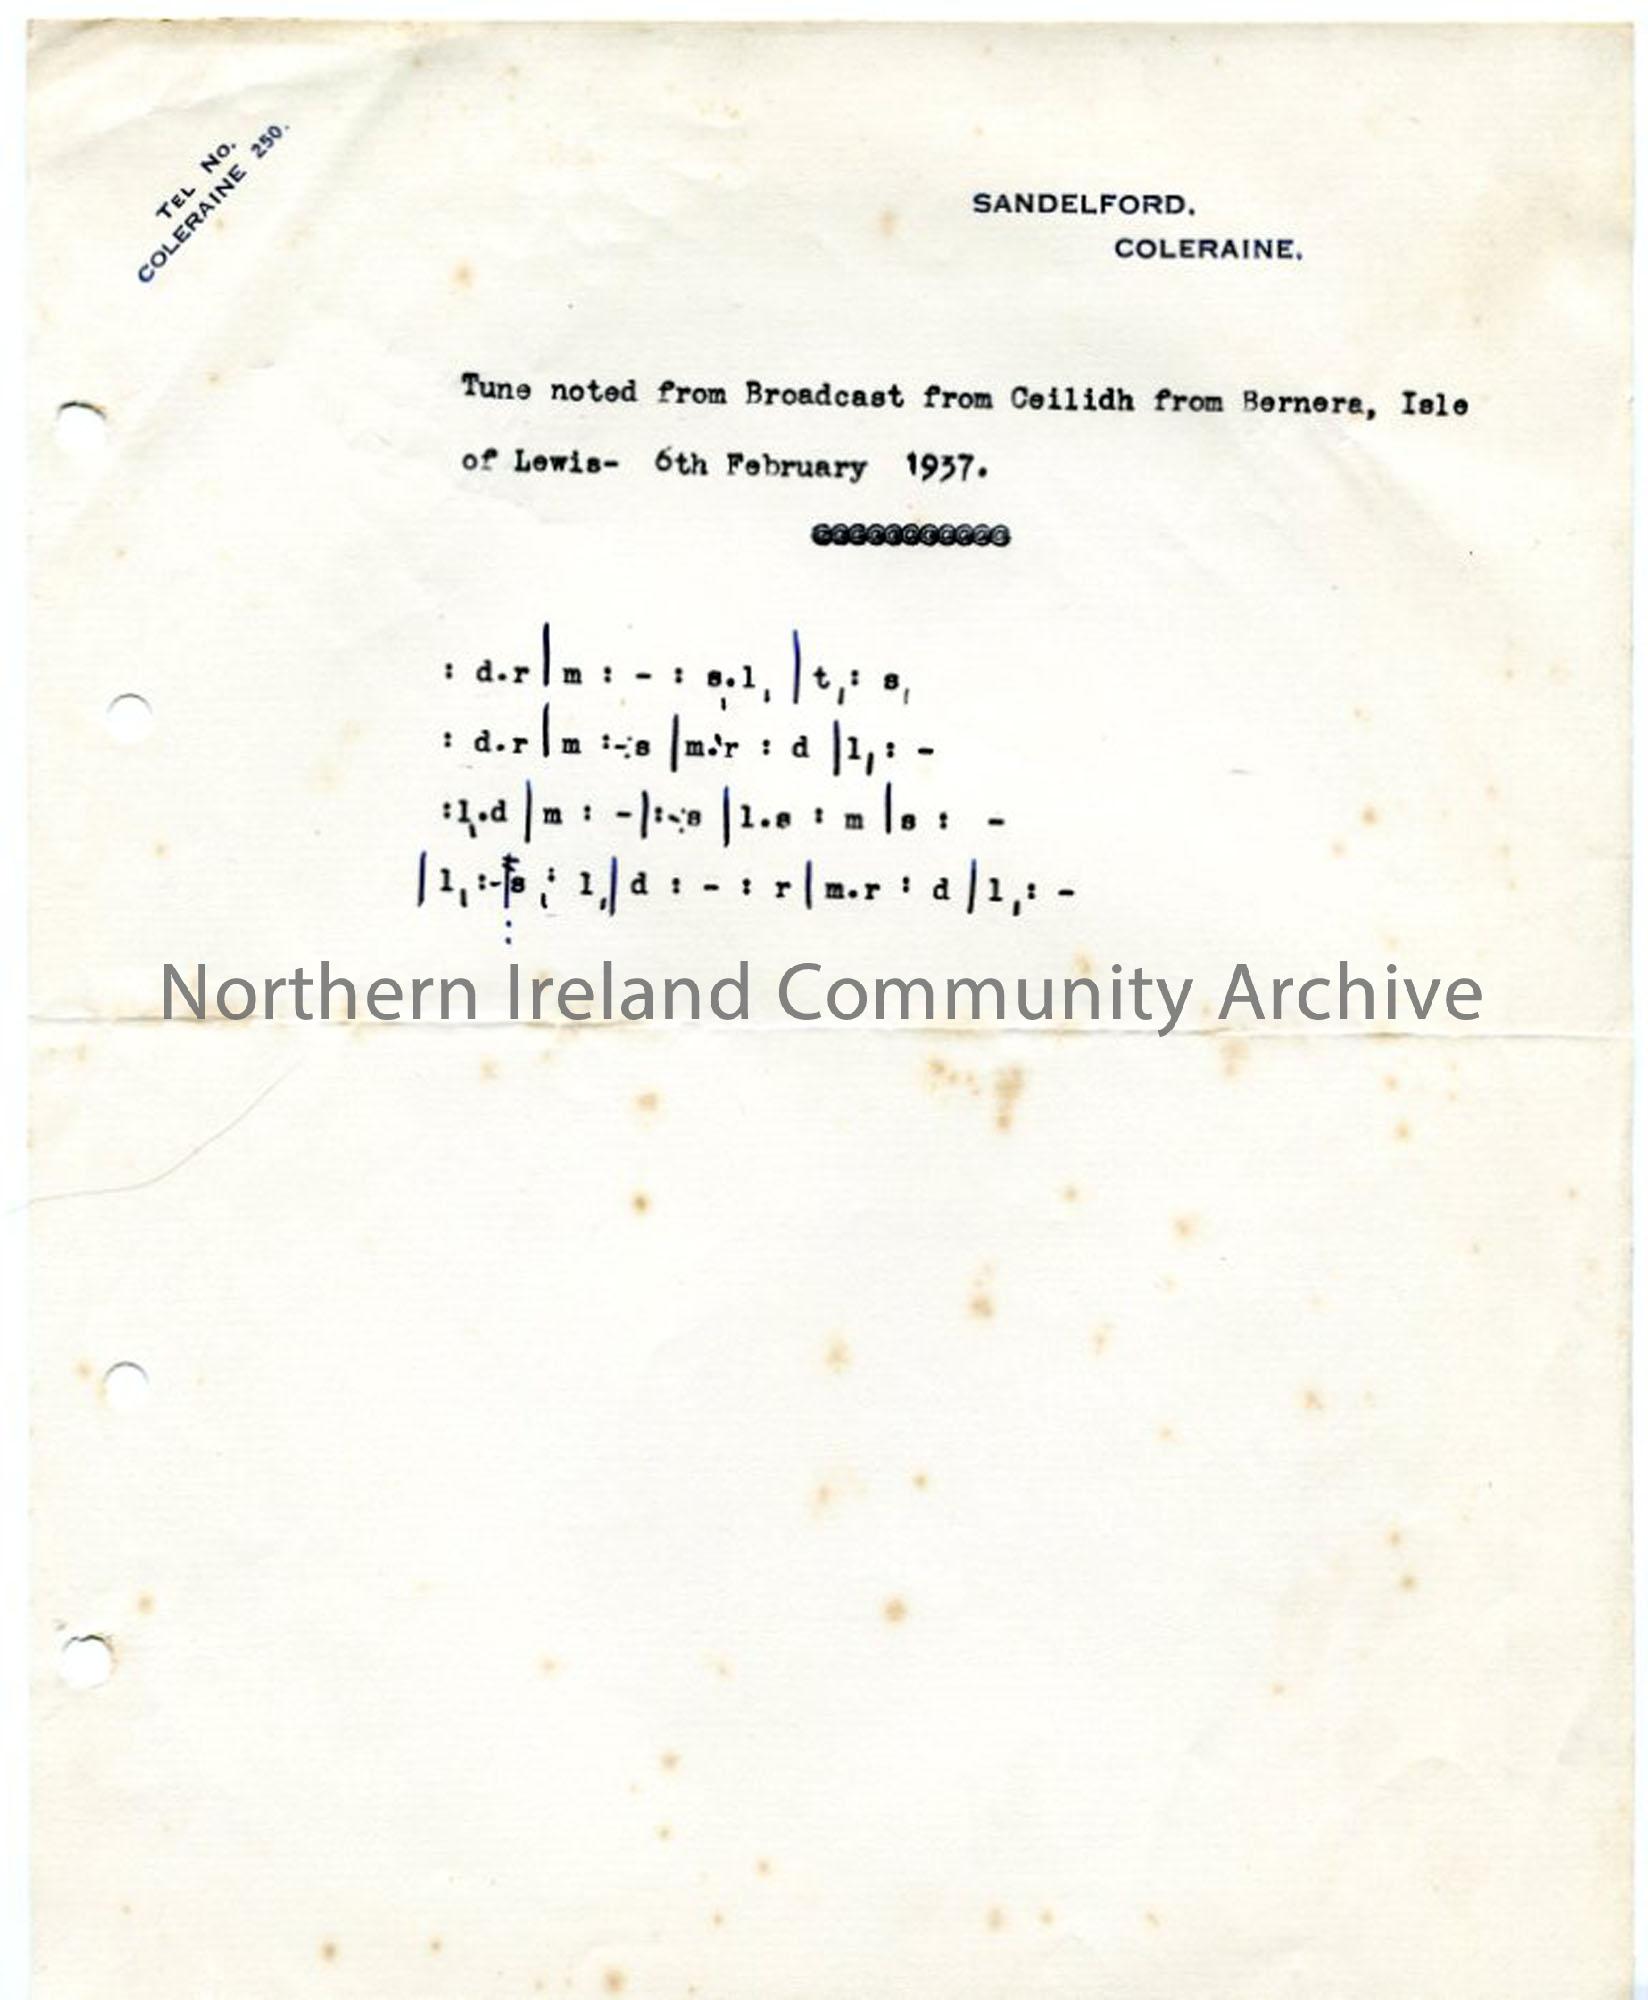 TEL No.
COLERAINE 250.
SANDELFORD.
COLERAINE.
Tune noted from Broadcast from Ceilidh from Bernera, Isle
of Lewis- 6th February 1937.
: d.r | m : - : s,.l, | t,: s,
: d.r | m :-:s | m.'r : d | l,: -
:l,.d | m : -|:-:s | l.s : m | s : -
| l, :-|s,: l,| d : - : r | m.r : d | l,: -
Northern Ireland Community Archive